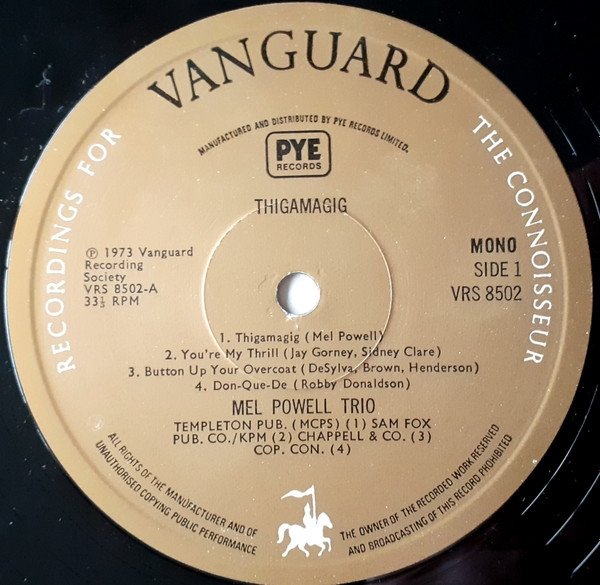 VANGUARD
RECORDINGS FOR
THE CONNOISSEUR
MANUFACTURED AND DISTRIBUTED BY PYE RECORDS LIMITED.
PYE
RECORDS
THIGAMAGIG
℗ 1973 Vanguard
Recording
Society
VRS 8502-A
33⅓ RPM
MONO
SIDE 1
VRS 8502
1. Thigamagig (Mel Powell)
2. You're My Thrill (Jay Gorney, Sidney Clare)
3. Button Up Your Overcoat (DeSylva, Brown, Henderson)
4. Don-Que-De (Robby Donaldson)
MEL POWELL TRIO
TEMPLETON PUB. (MCPS) (1) SAM FOX
PUB. CO./KPM (2) CHAPPELL & CO. (3)
COP. CON. (4)
ALL RIGHTS OF THE MANUFACTURER AND OF
THE OWNER OF THE RECORDED WORK RESERVED
UNAUTHORISED COPYING PUBLIC PERFORMANCE
AND BROADCASTING OF THIS RECORD PROHIBITED